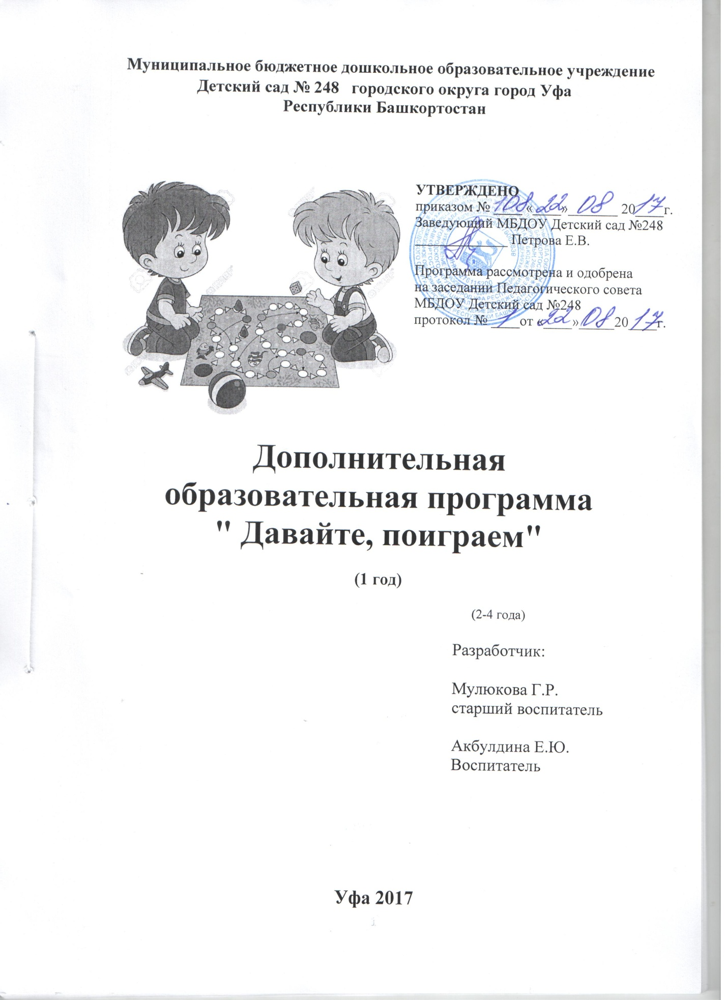 Муниципальное бюджетное дошкольное образовательное учреждение
Детский сад № 248 городского округа город Уфа
Республики Башкортостан
УТВЕРЖДЕНО
приказом № 108 «22» 08 2017г.
Заведующий МБДОУ Детский сад №248
Петрова Е.В.
Программа рассмотрена и одобрена
на заседании Педагогического совета
МБДОУ Детский сад №248
протокол № 1 от «22» 08 2017г.
Дополнительная
образовательная программа
" Давайте, поиграем"
(1 год)
(2-4 года)
Разработчик:
Мулюкова Г.Р.
старший воспитатель
Акбулдина Е.Ю.
Воспитатель
Уфа 2017